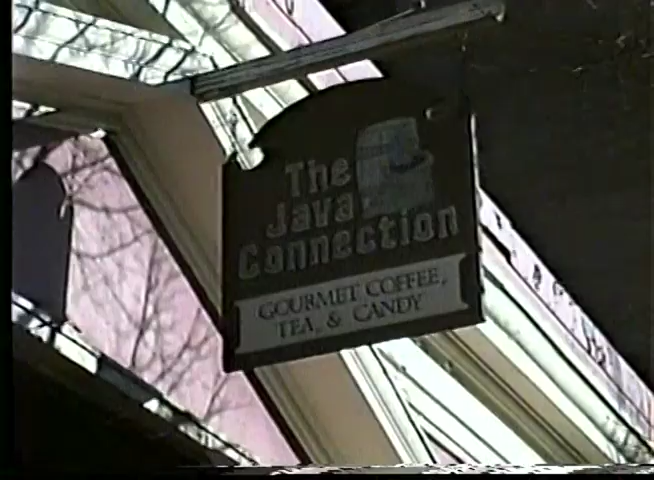 The
Java
Connection
GOURMET COFFEE,
TEA, & CANDY